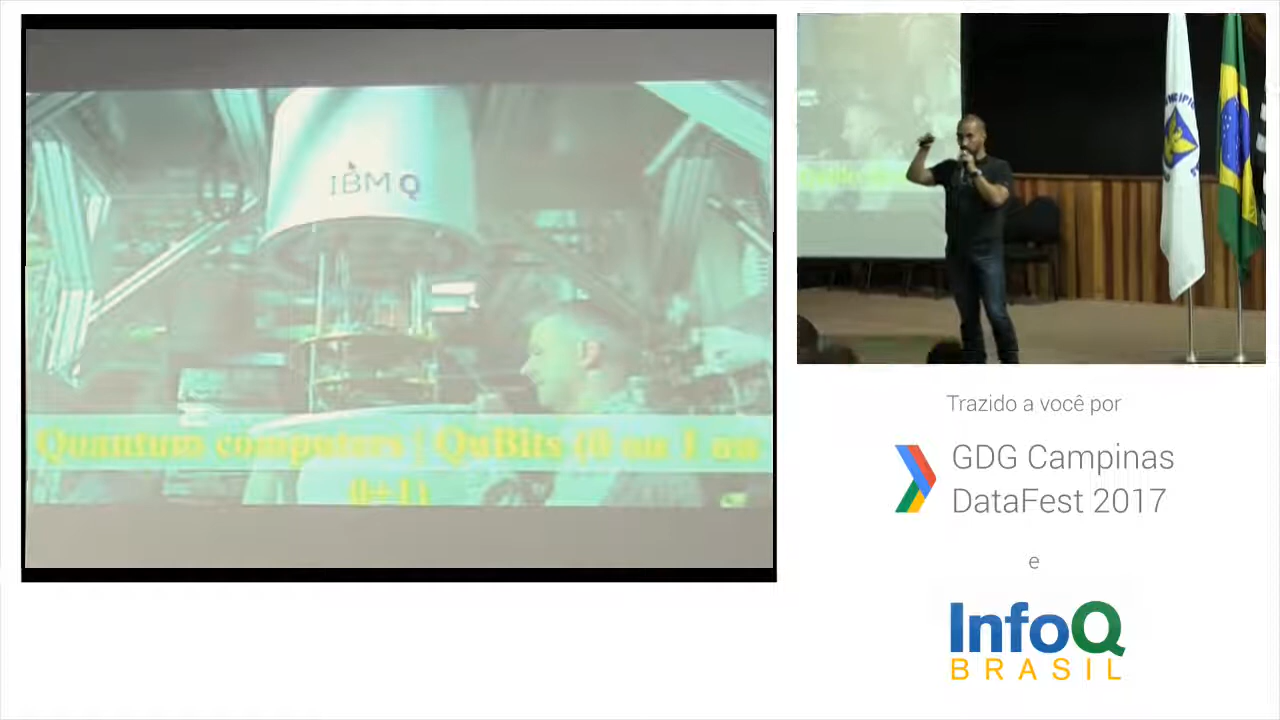 IBM Q
Quantum computers | QuBits (0 ou 1 ou
0+1)
Trazido a você por
GDG Campinas
DataFest 2017
e
InfoQ
BRASIL